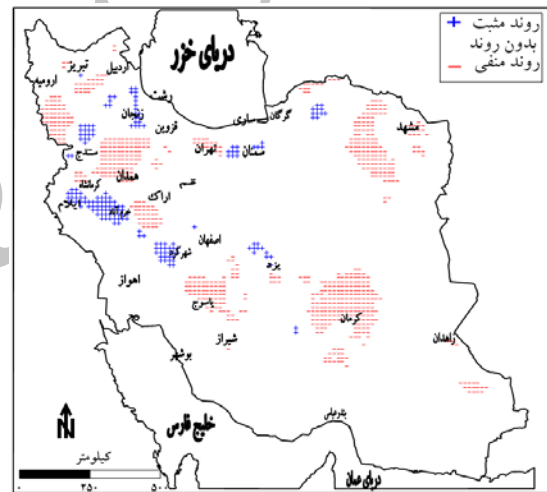 روند مثبت
بدون روند
روند منفی
دریای خزر
اردبیل
تبریز
ارومیه
رشت
زنجان
قزوین
ساری
گرگان
مشهد
سنندج
تهران
سمنان
همدان
کرمانشاه
قم
اراک
ایلام
خرم آباد
اصفهان
شهرکرد
یزد
اهواز
یاسوج
کرمان
شیراز
زاهدان
بوشهر
بندرعباس
خلیج فارس
دریای عمان
N
کیلومتر
۰ ۲۵۰ ۵۰۰